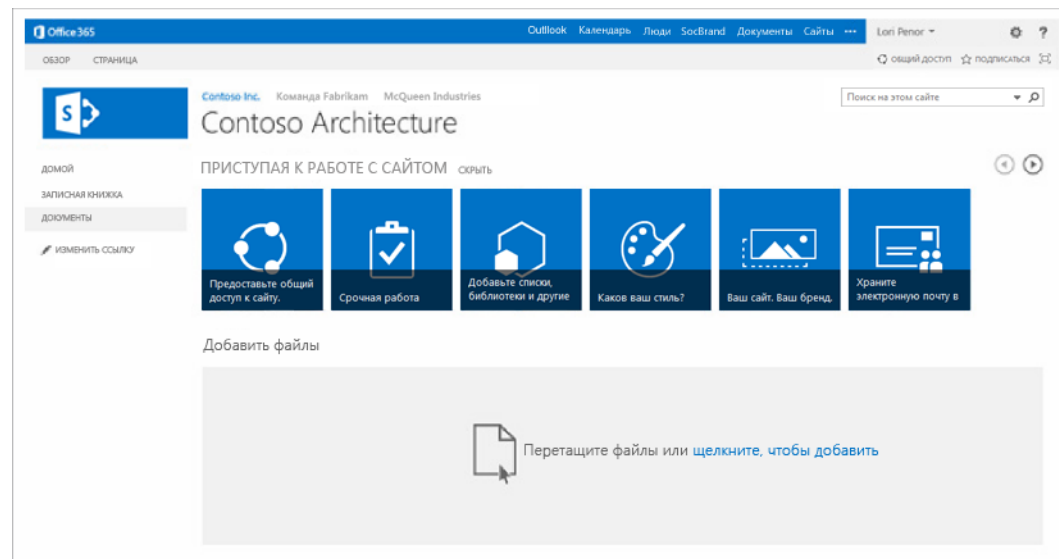 Office 365 Outllook Календарь Люди SocBrand Документы Сайты ••• Lori Penor ?
ОБЗОР СТРАНИЦА ОБЩИЙ ДОСТУП ПОДПИСАТЬСЯ
S
Contoso Inc. Команда Fabrikam McQueen Industries
Поиск на этом сайте
Contoso Architecture
ДОМОЙ
ЗАПИСНАЯ КНИЖКА
ДОКУМЕНТЫ
ИЗМЕНИТЬ ССЫЛКУ
ПРИСТУПАЯ К РАБОТЕ С САЙТОМ СКРЫТЬ
Предоставьте общий
доступ к сайту.
Срочная работа
Добавьте списки,
библиотеки и другие
Каков ваш стиль?
Ваш сайт. Ваш бренд.
Храните
электронную почту в
Добавить файлы
Перетащите файлы или щелкните, чтобы добавить